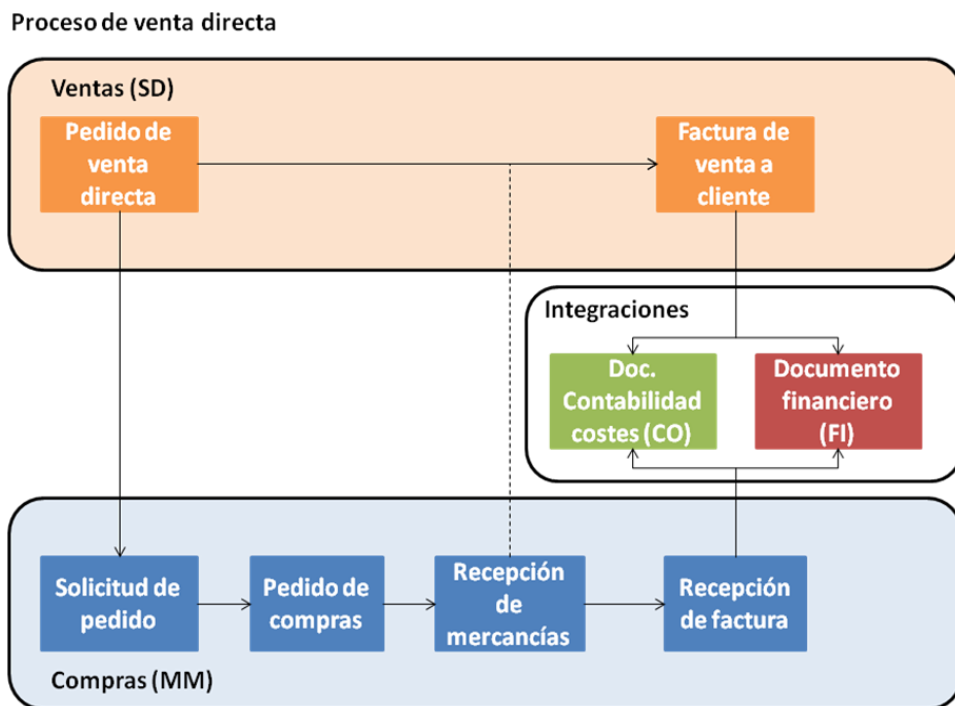 Proceso de venta directa
Ventas (SD)
Pedido de
venta
directa
Factura de
venta a
cliente
Integraciones
Doc.
Contabilidad
costes (CO)
Documento
financiero
(FI)
Solicitud de
pedido
Pedido de
compras
Recepción
de
mercancías
Recepción
de factura
Compras (MM)